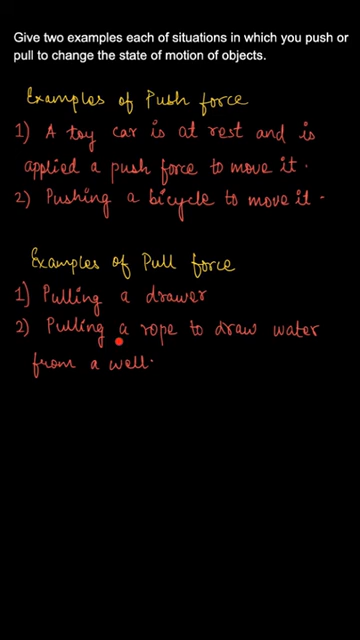 Give two examples each of situations in which you push or
pull to change the state of motion of objects.
Examples of Push force
1) A toy car is at rest and is
applied a push force to move it.
2) Pushing a bicycle to move it.
Examples of Pull force
1) Pulling a drawer
2) Pulling a rope to draw water
from a well.